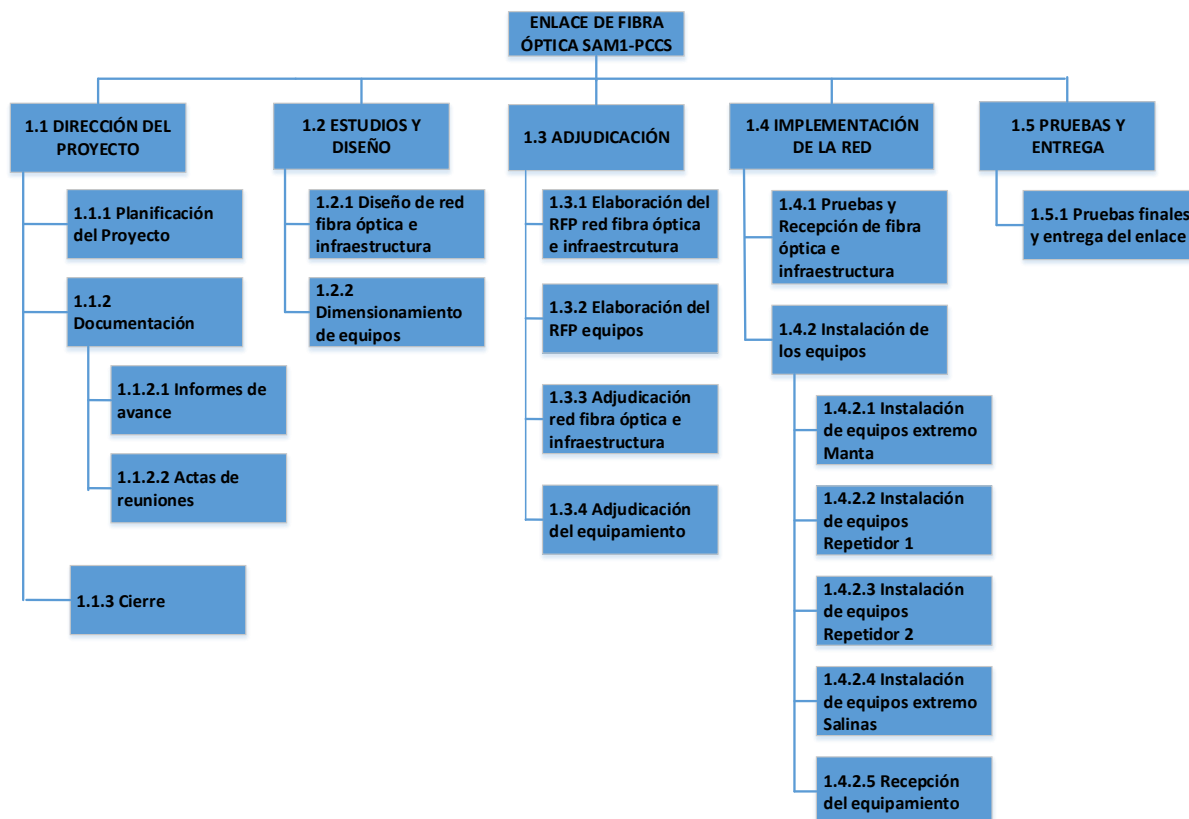 ENLACE DE FIBRA
ÓPTICA SAM1-PCCS
1.1 DIRECCIÓN DEL
PROYECTO
1.1.1 Planificación
del Proyecto
1.1.2
Documentación
1.1.2.1 Informes de
avance
1.1.2.2 Actas de
reuniones
1.1.3 Cierre
1.2 ESTUDIOS Y
DISEÑO
1.2.1 Diseño de red
fibra óptica e
infraestructura
1.2.2
Dimensionamiento
de equipos
1.3 ADJUDICACIÓN
1.3.1 Elaboración del
RFP red fibra óptica
e infraestrcutura
1.3.2 Elaboración del
RFP equipos
1.3.3 Adjudicación
red fibra óptica e
infraestructura
1.3.4 Adjudicación
del equipamiento
1.4 IMPLEMENTACIÓN
DE LA RED
1.4.1 Pruebas y
Recepción de fibra
óptica e
infraestructura
1.4.2 Instalación de
los equipos
1.4.2.1 Instalación
de equipos extremo
Manta
1.4.2.2 Instalación
de equipos
Repetidor 1
1.4.2.3 Instalación
de equipos
Repetidor 2
1.4.2.4 Instalación
de equipos extremo
Salinas
1.4.2.5 Recepción
del equipamiento
1.5 PRUEBAS Y
ENTREGA
1.5.1 Pruebas finales
y entrega del enlace